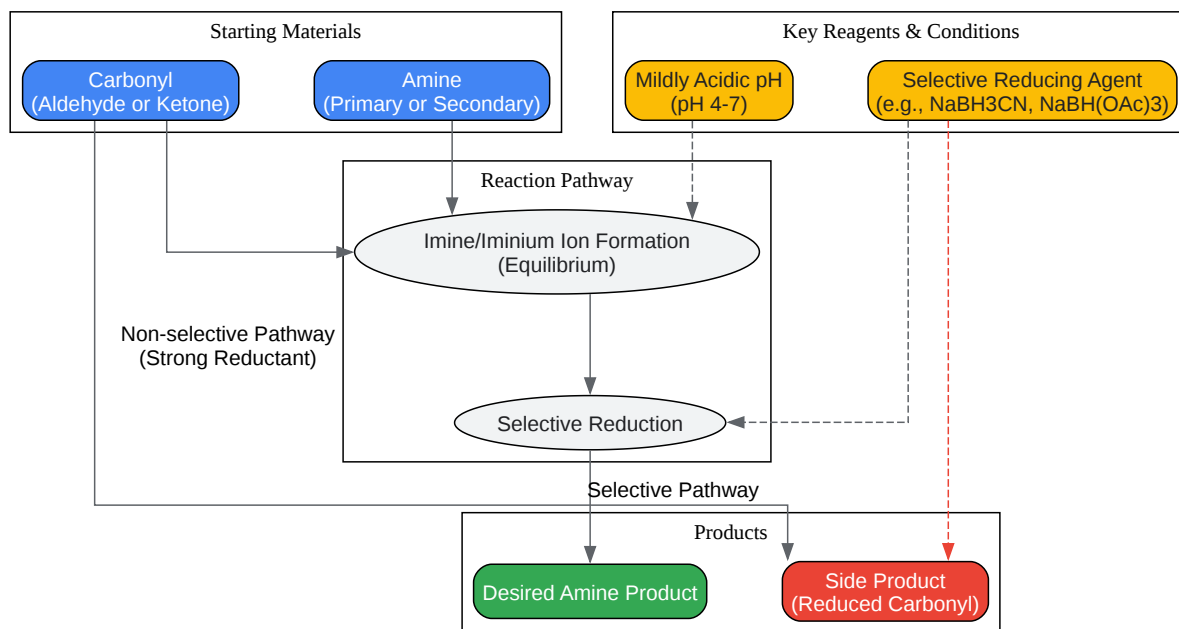 Starting Materials
Key Reagents & Conditions
Carbonyl
(Aldehyde or Ketone)
Amine
(Primary or Secondary)
Mildly Acidic pH
(pH 4-7)
Selective Reducing Agent
(e.g., NaBH3CN, NaBH(OAc)3)
Reaction Pathway
Imine/Iminium Ion Formation
(Equilibrium)
Non-selective Pathway
(Strong Reductant)
Selective Reduction
Selective Pathway
Products
Desired Amine Product
Side Product
(Reduced Carbonyl)